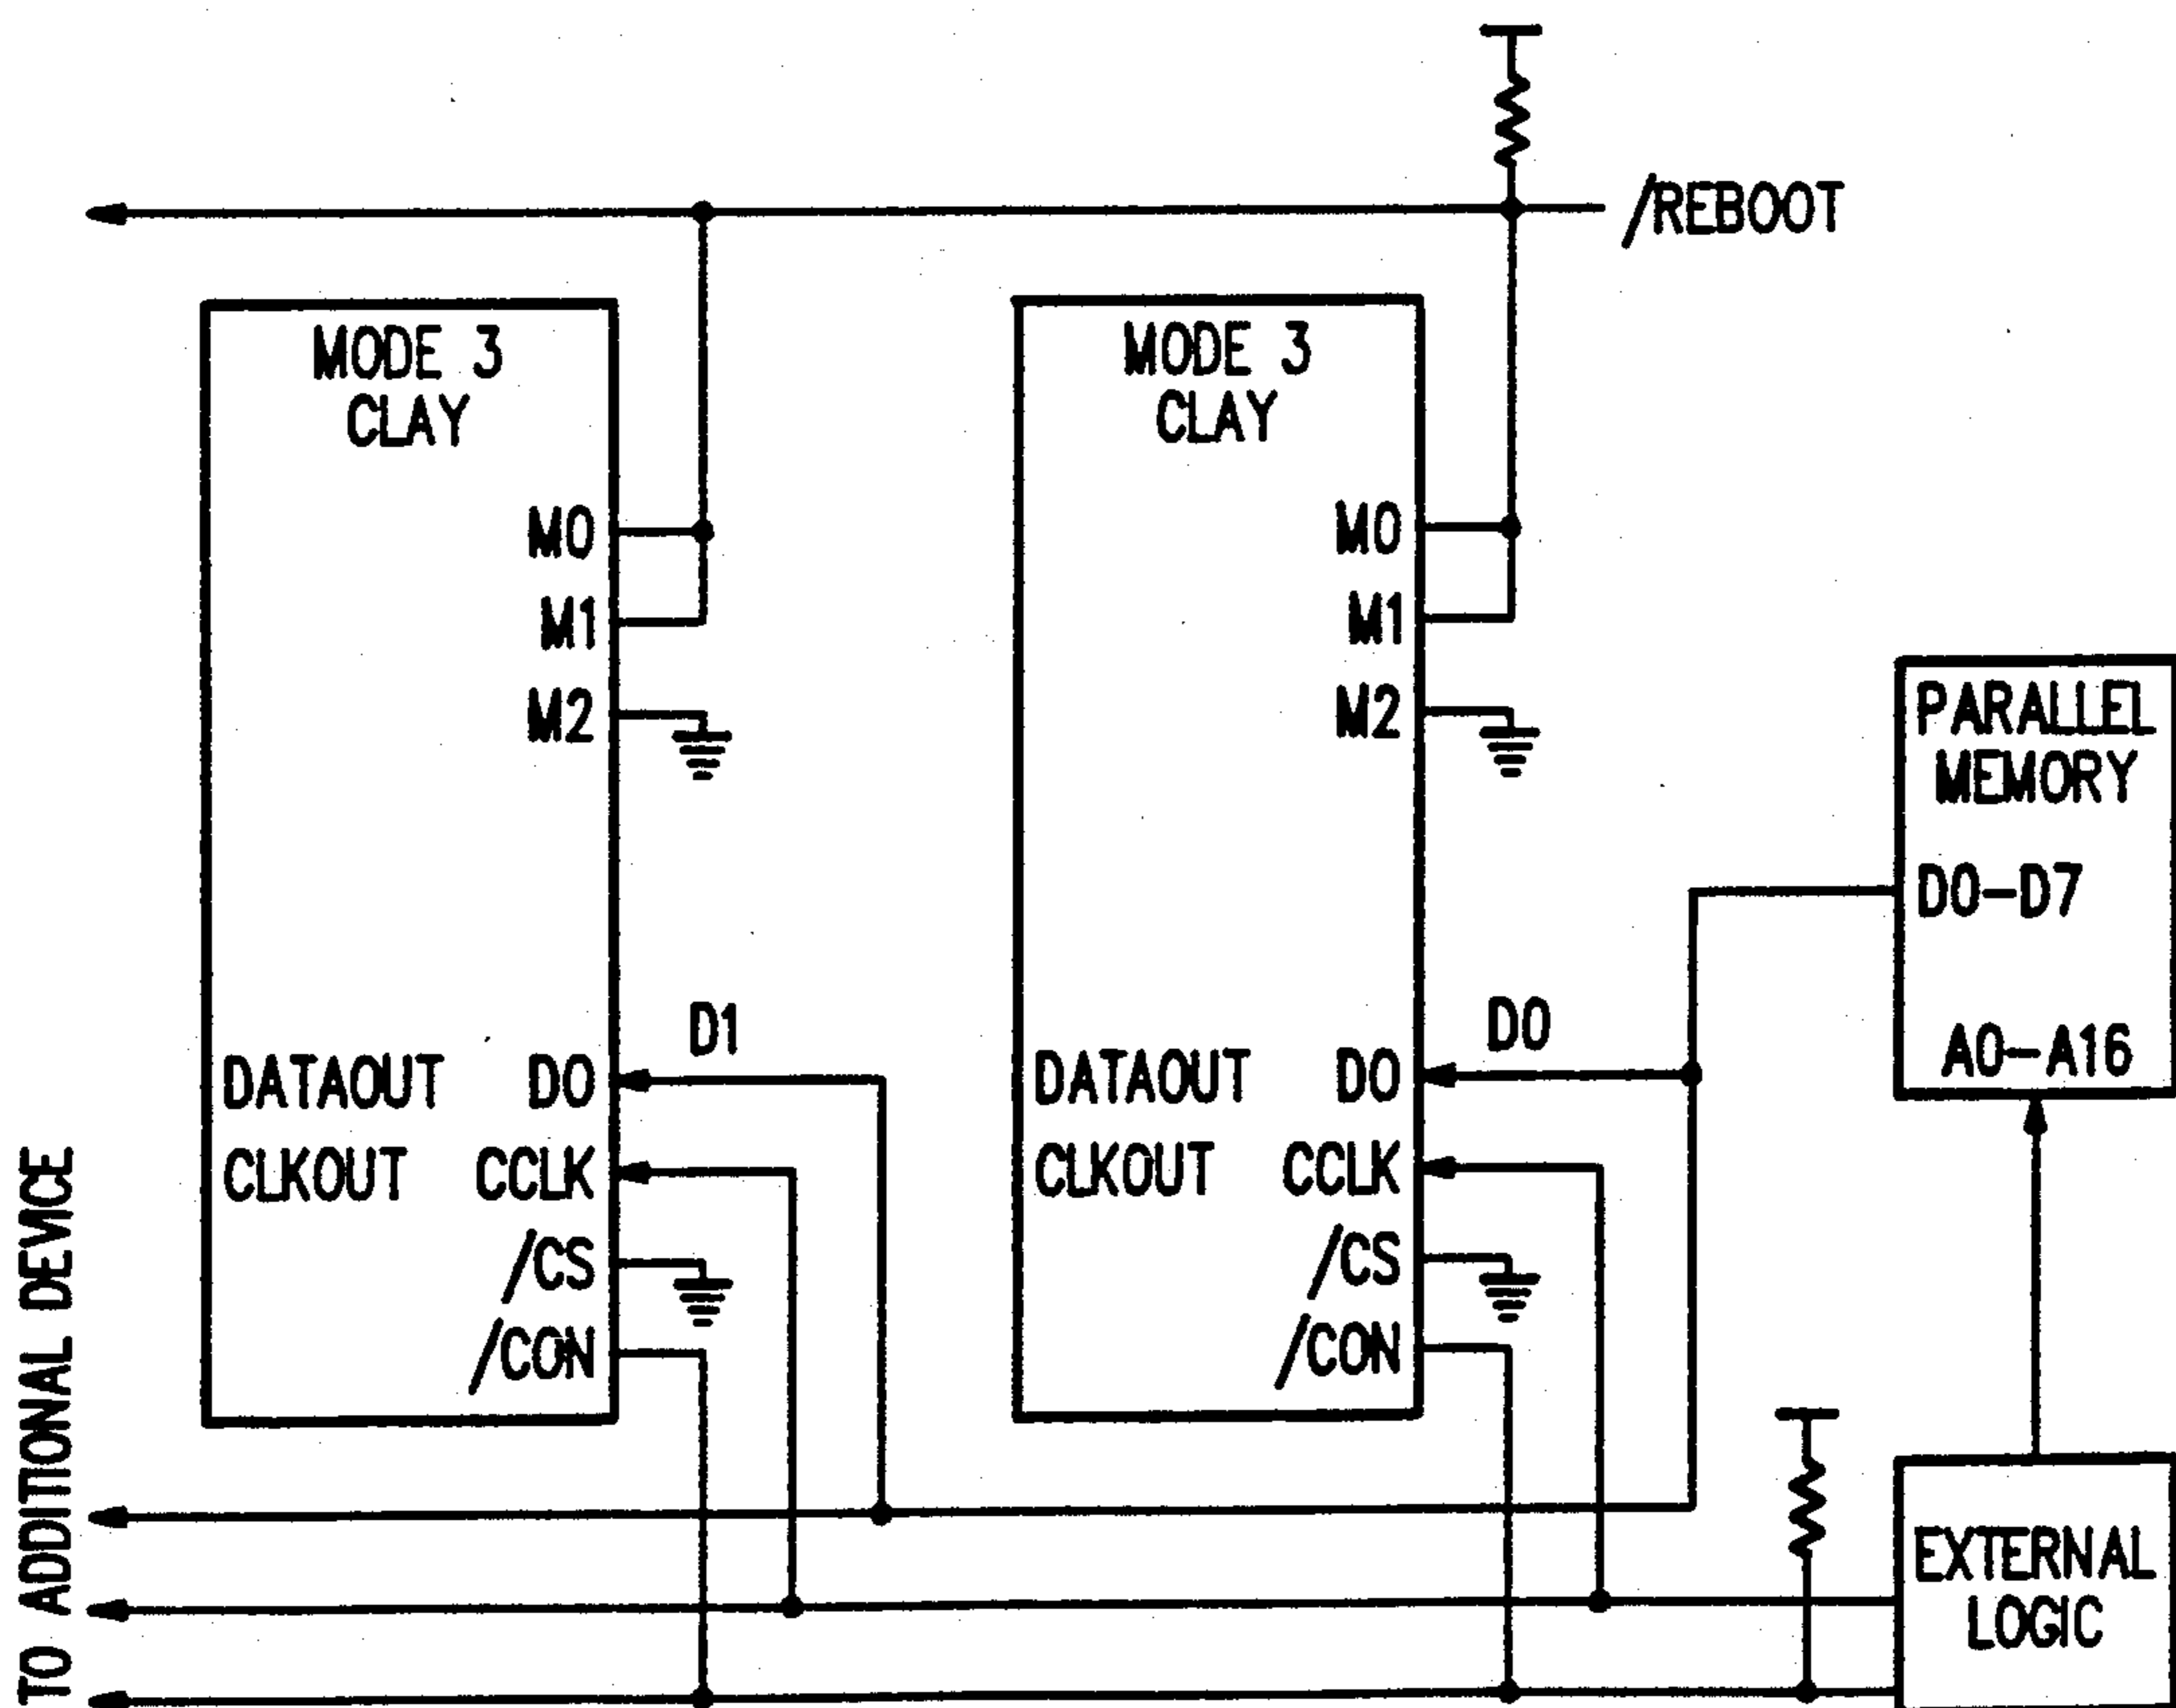 /REBOOT
MODE 3
CLAY
M0
M1
M2
D1
DATAOUT D0
CLKOUT CCLK
/CS
/CON
MODE 3
CLAY
M0
M1
M2
D0
DATAOUT D0
CLKOUT CCLK
/CS
/CON
PARALLEL
MEMORY
D0-D7
A0-A16
EXTERNAL
LOGIC
TO ADDITIONAL DEVICE